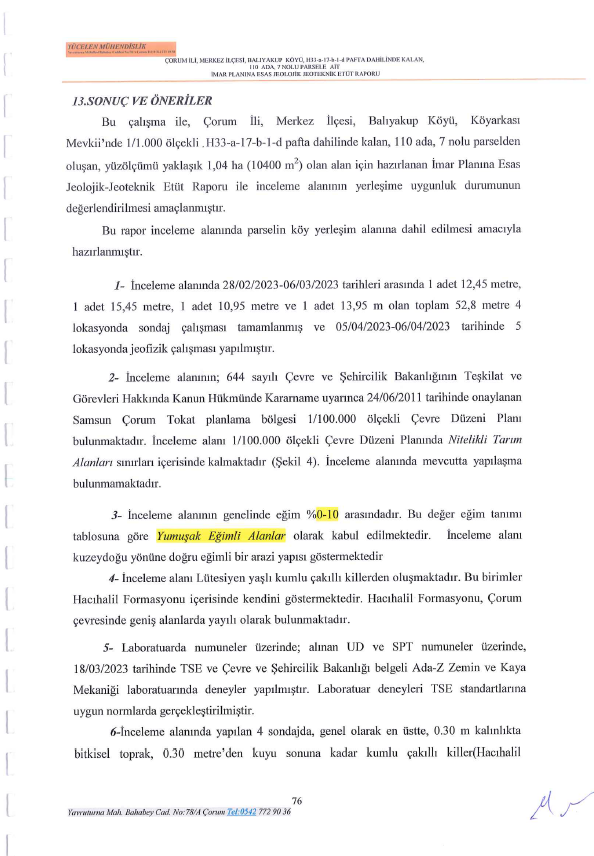 YÜCELEN MÜHENDİSLİK
ÇORUM İLİ, MERKEZ İLÇESİ, BALIYAKUP KÖYÜ, H33-a-17-b-1-d PAFTA DAHİLİNDE KALAN,
110 ADA, 7 NOLU PARSELE AİT
İMAR PLANINA ESAS JEOLOJİK JEOTEKNİK ETÜT RAPORU
13.SONUÇ VE ÖNERİLER
Bu çalışma ile, Çorum İli, Merkez İlçesi, Balıyakup Köyü, Köyarkası
Mevkii'nde 1/1.000 ölçekli .H33-a-17-b-1-d pafta dahilinde kalan, 110 ada, 7 nolu parselden
oluşan, yüzölçümü yaklaşık 1,04 ha (10400 m²) olan alan için hazırlanan İmar Planına Esas
Jeolojik-Jeoteknik Etüt Raporu ile inceleme alanının yerleşime uygunluk durumunun
değerlendirilmesi amaçlanmıştır.
Bu rapor inceleme alanında parselin köy yerleşim alanına dahil edilmesi amacıyla
hazırlanmıştır.
1- İnceleme alanında 28/02/2023-06/03/2023 tarihleri arasında 1 adet 12,45 metre,
1 adet 15,45 metre, 1 adet 10,95 metre ve 1 adet 13,95 m olan toplam 52,8 metre 4
lokasyonda sondaj çalışması tamamlanmış ve 05/04/2023-06/04/2023 tarihinde 5
lokasyonda jeofizik çalışması yapılmıştır.
2- İnceleme alanının; 644 sayılı Çevre ve Şehircilik Bakanlığının Teşkilat ve
Görevleri Hakkında Kanun Hükmünde Kararname uyarınca 24/06/2011 tarihinde onaylanan
Samsun Çorum Tokat planlama bölgesi 1/100.000 ölçekli Çevre Düzeni Planı
bulunmaktadır. İnceleme alanı 1/100.000 ölçekli Çevre Düzeni Planında Nitelikli Tarım
Alanları sınırları içerisinde kalmaktadır (Şekil 4). İnceleme alanında mevcutta yapılaşma
bulunmamaktadır.
3- İnceleme alanının genelinde eğim %0-10 arasındadır. Bu değer eğim tanımı
tablosuna göre Yumuşak Eğimli Alanlar olarak kabul edilmektedir. İnceleme alanı
kuzeydoğu yönüne doğru eğimli bir arazi yapısı göstermektedir
4- İnceleme alanı Lütesiyen yaşlı kumlu çakıllı killerden oluşmaktadır. Bu birimler
Hacıhalil Formasyonu içerisinde kendini göstermektedir. Hacıhalil Formasyonu, Çorum
çevresinde geniş alanlarda yayılı olarak bulunmaktadır.
5- Laboratuarda numuneler üzerinde; alınan UD ve SPT numuneler üzerinde,
18/03/2023 tarihinde TSE ve Çevre ve Şehircilik Bakanlığı belgeli Ada-Z Zemin ve Kaya
Mekaniği laboratuarında deneyler yapılmıştır. Laboratuar deneyleri TSE standartlarına
uygun normlarda gerçekleştirilmiştir.
6-İnceleme alanında yapılan 4 sondajda, genel olarak en üstte, 0.30 m kalınlıkta
bitkisel toprak, 0.30 metre'den kuyu sonuna kadar kumlu çakıllı killer(Hacıhalil
76
Yavruturna Mah. Bahabey Cad. No:78/A Çorum Tel:0542 772 90 36